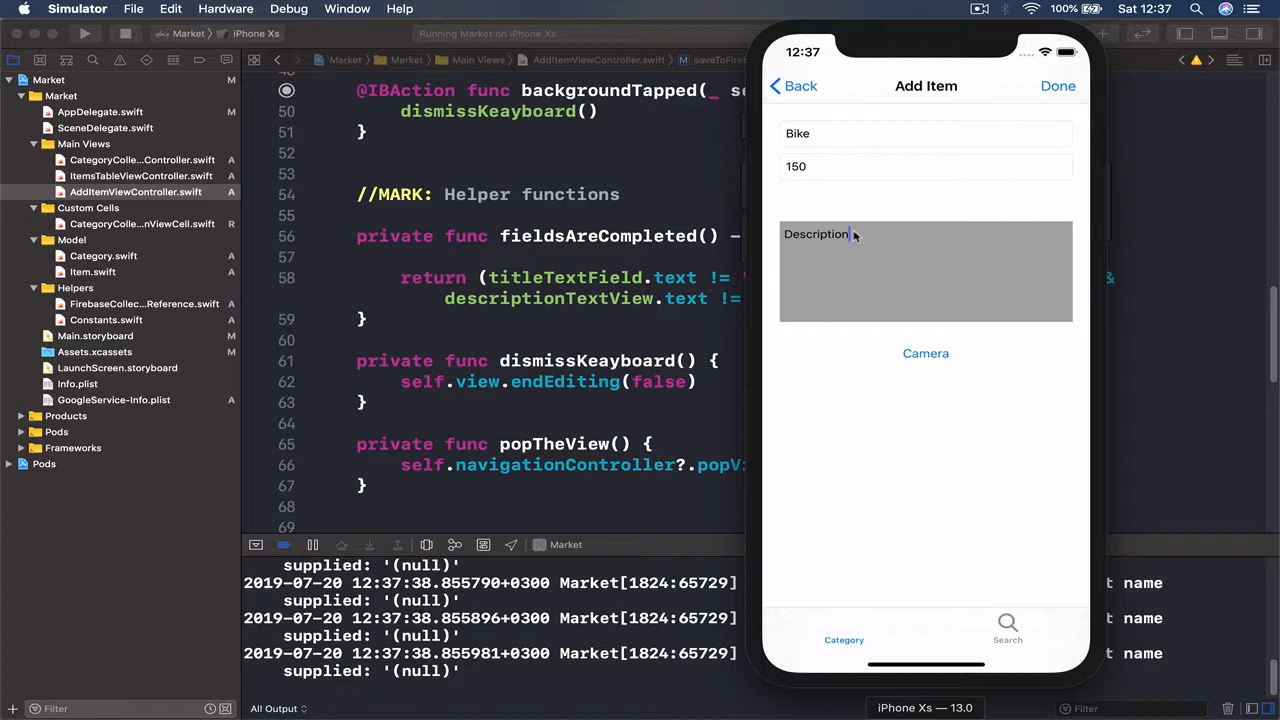 Simulator File Edit Hardware Debug Window Help 100% Sat 12:37
Market iPhone Xs Running Market on iPhone Xs
Market Main Views AddItemViewController.swift saveToFire
Market M
Market
AppDelegate.swift M
SceneDelegate.swift
Main Views
CategoryColle...Controller.swift A
ItemsTableViewController.swift A
AddItemViewController.swift A
Custom Cells
CategoryCollec...nViewCell.swift R
Model
Category.swift A
Item.swift A
Helpers
FirebaseCollec...Reference.swift A
Constants.swift A
Main.storyboard M
Assets.xcassets M
LaunchScreen.storyboard
Info.plist
GoogleService-Info.plist A
Products
Pods
Frameworks
Pods
Filter
@IBAction func backgroundTapped(_ se
50 dismissKeayboard()
51 }
52
53
54 //MARK: Helper functions
55
56 private func fieldsAreCompleted() -
57
58 return (titleTextField.text != &
descriptionTextView.text !=
59 }
60
61 private func dismissKeayboard() {
62 self.view.endEditing(false)
63 }
64
65 private func popTheView() {
66 self.navigationController?.popV
67 }
68
69
Market
supplied: '(null)'
2019-07-20 12:37:38.855790+0300 Market[1824:65729] t name
supplied: '(null)'
2019-07-20 12:37:38.855896+0300 Market[1824:65729] t name
supplied: '(null)'
2019-07-20 12:37:38.855981+0300 Market[1824:65729] t name
supplied: '(null)'
All Output
Filter
12:37
Back Add Item Done
Bike
150
Description
Camera
Category Search
iPhone Xs — 13.0